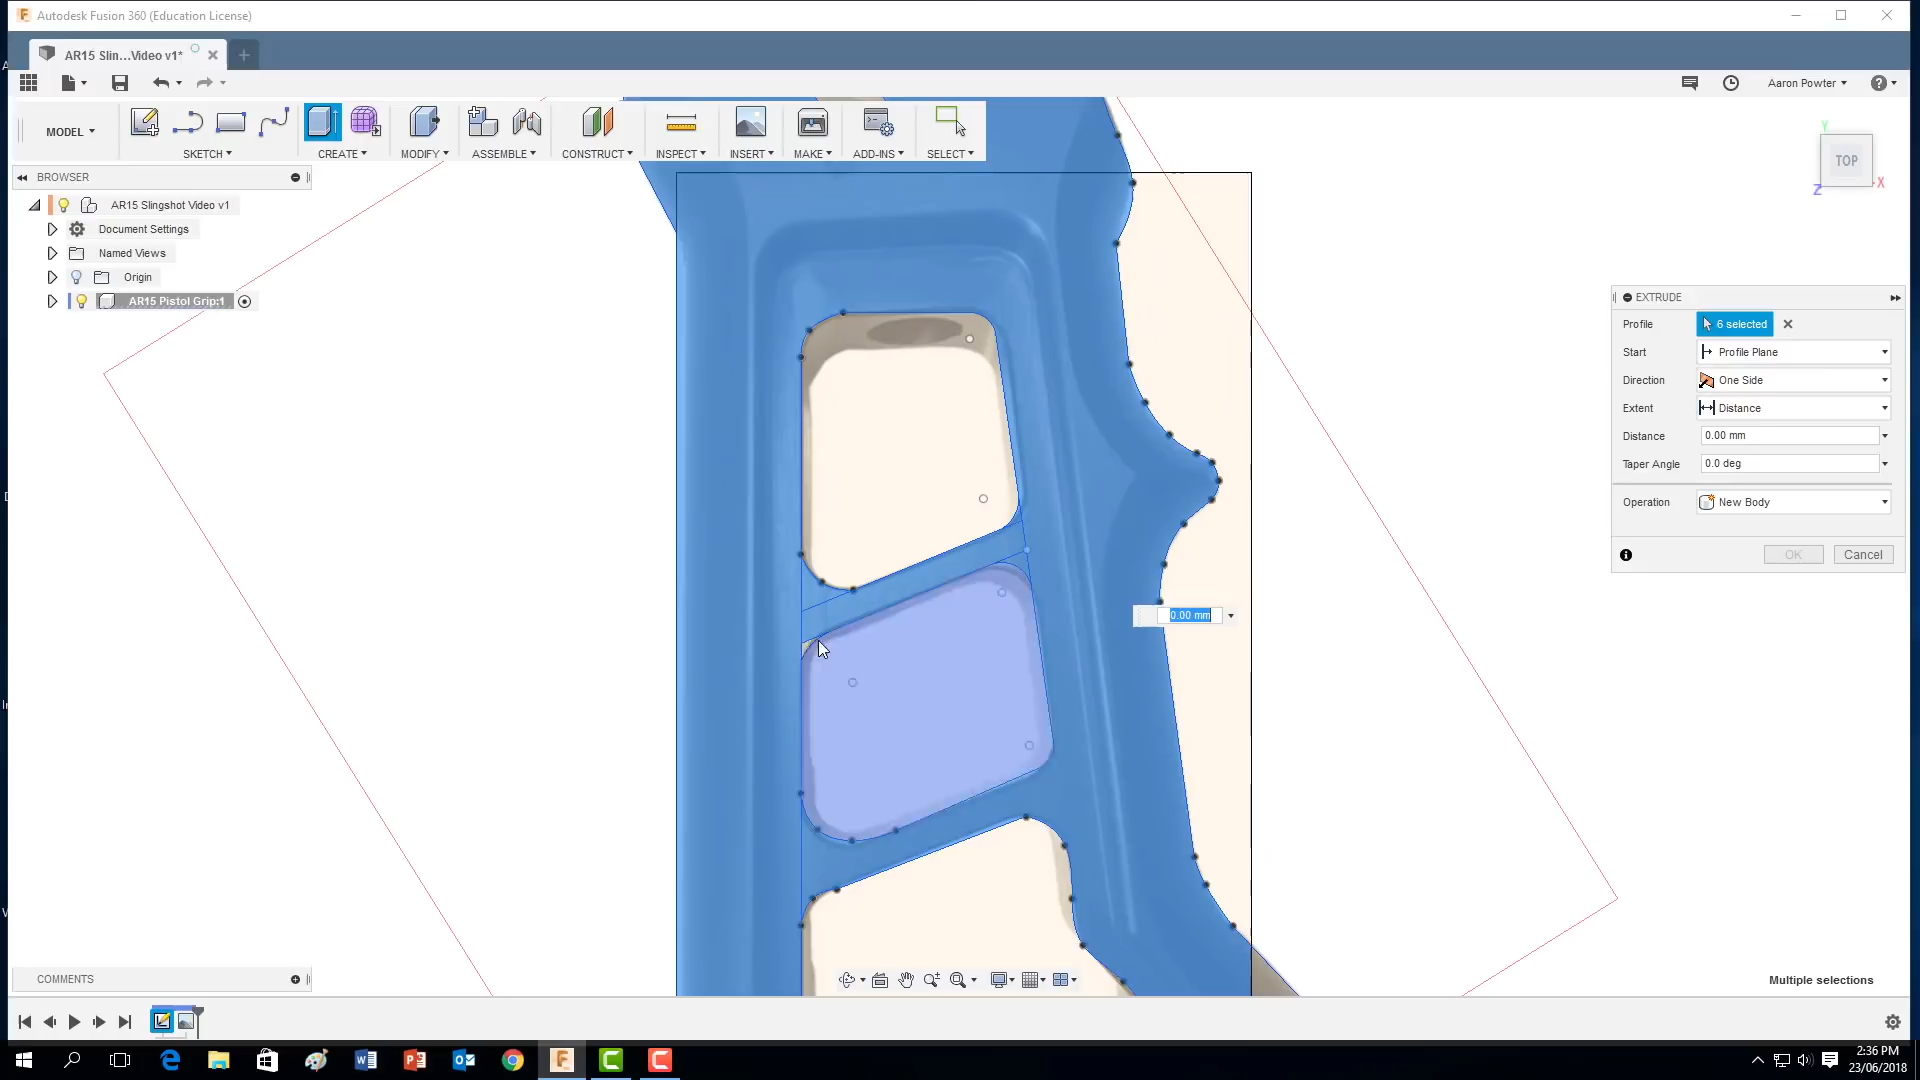 Autodesk Fusion 360 (Education License)
AR15 Slin...Video v1*
Aaron Powter
MODEL
SKETCH
CREATE
MODIFY
ASSEMBLE
CONSTRUCT
INSPECT
INSERT
MAKE
ADD-INS
SELECT
Y
TOP
Z
X
BROWSER
AR15 Slingshot Video v1
Document Settings
Named Views
Origin
AR15 Pistol Grip:1
EXTRUDE
Profile 6 selected
Start Profile Plane
Direction One Side
Extent Distance
Distance 0.00 mm
Taper Angle 0.0 deg
Operation New Body
OK Cancel
0.00 mm
COMMENTS
Multiple selections
2:36 PM
23/06/2018